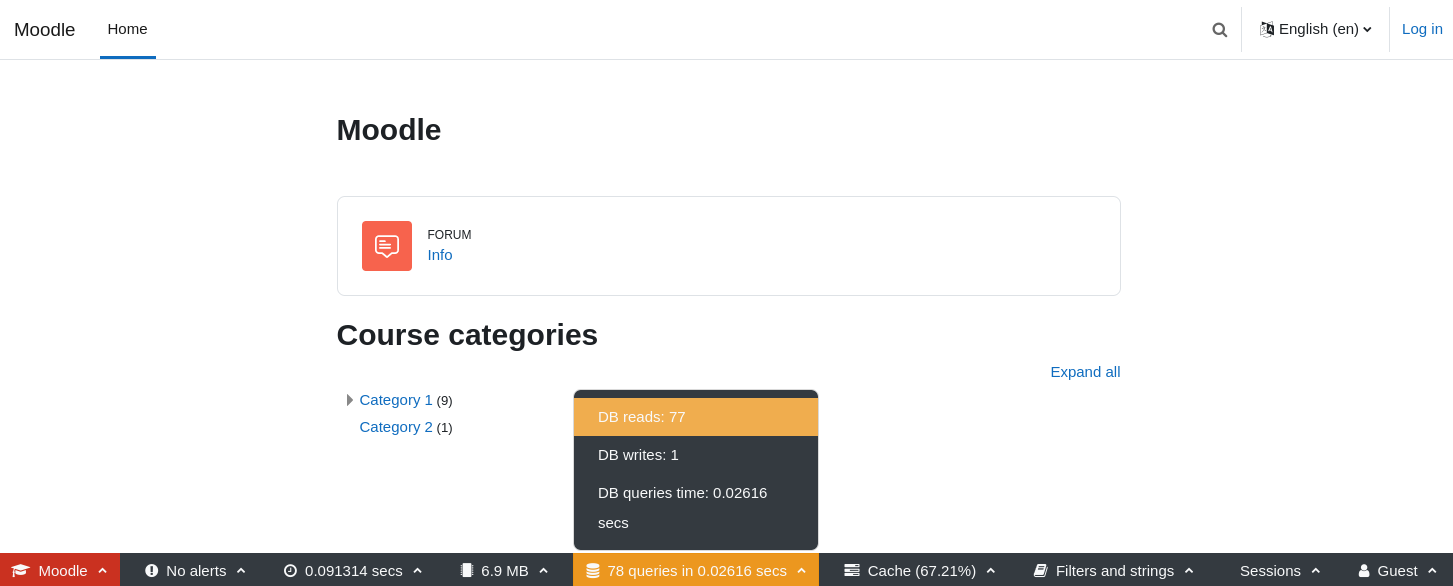 Moodle Home English (en) Log in
Moodle
FORUM
Info
Course categories
Expand all
Category 1 (9)
Category 2 (1)
DB reads: 77
DB writes: 1
DB queries time: 0.02616
secs
Moodle No alerts 0.091314 secs 6.9 MB 78 queries in 0.02616 secs Cache (67.21%) Filters and strings Sessions Guest